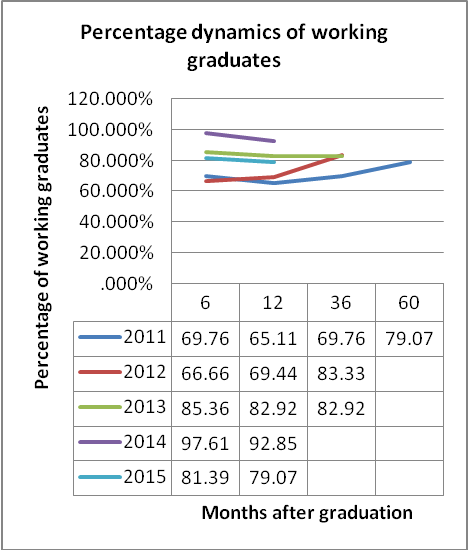 Percentage dynamics of working
graduates
Percentage of working graduates
120.000%
100.000%
80.000%
60.000%
40.000%
20.000%
.000%
6 12 36 60
2011 69.76 65.11 69.76 79.07
2012 66.66 69.44 83.33
2013 85.36 82.92 82.92
2014 97.61 92.85
2015 81.39 79.07
Months after graduation